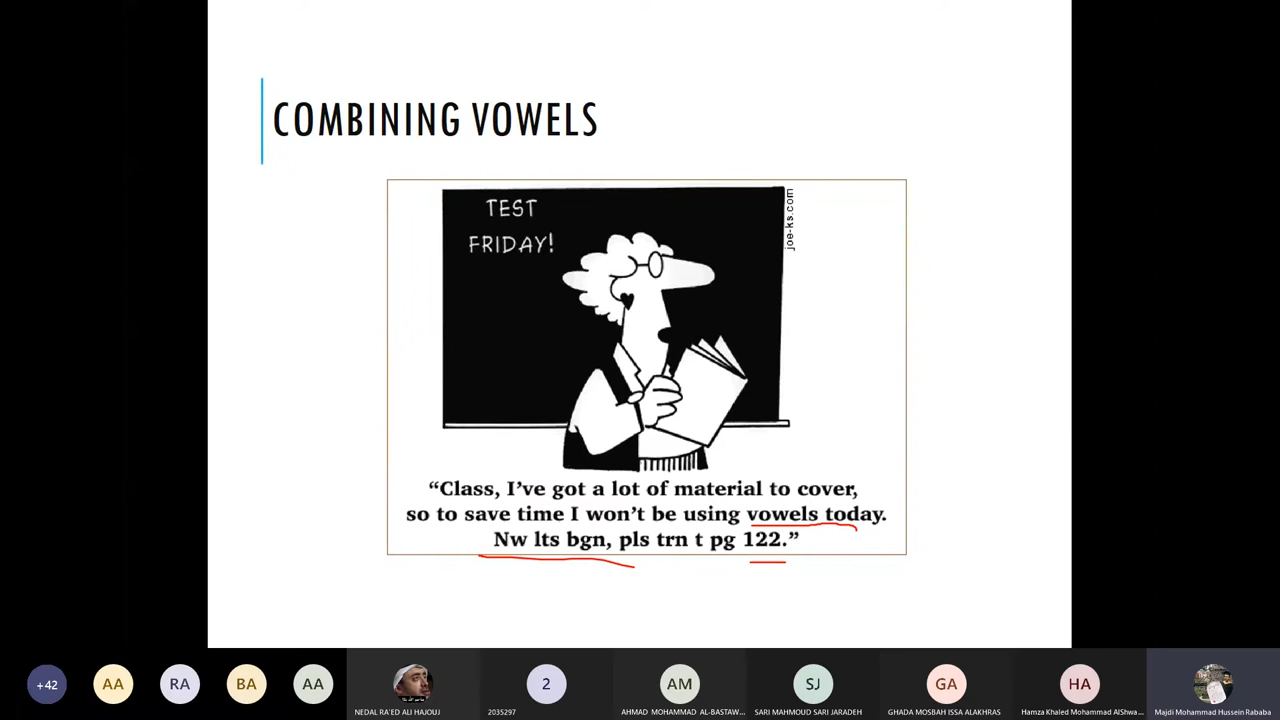 COMBINING VOWELS
TEST
FRIDAY!
joe-ks.com
“Class, I’ve got a lot of material to cover,
so to save time I won’t be using vowels today.
Nw lts bgn, pls trn t pg 122.”
+42
AA
RA
BA
AA
2
AM
SJ
GA
HA
NEDAL RA'ED ALI HAJOUJ
2035297
AHMAD MOHAMMAD AL-BASTAW...
SARI MAHMOUD SARI JARADEH
GHADA MOSBAH ISSA ALAKHRAS
Hamza Khaled Mohammad AlShwa...
Majdi Mohammad Hussein Rababa